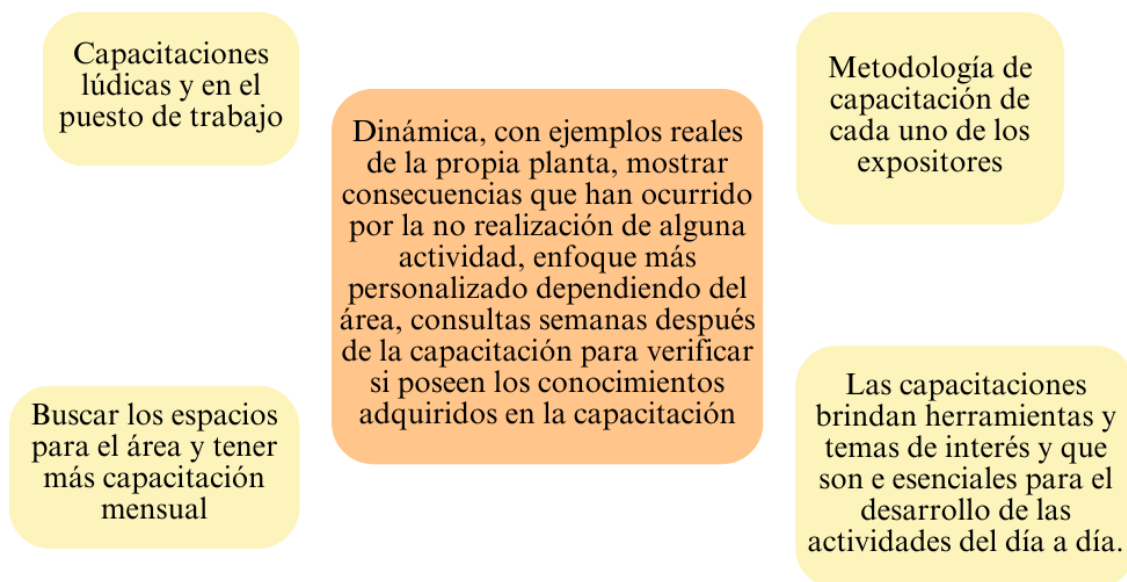 Capacitaciones
lúdicas y en el
puesto de trabajo
Dinámica, con ejemplos reales
de la propia planta, mostrar
consecuencias que han ocurrido
por la no realización de alguna
actividad, enfoque más
personalizado dependiendo del
área, consultas semanas después
de la capacitación para verificar
si poseen los conocimientos
adquiridos en la capacitación
Metodología de
capacitación de
cada uno de los
expositores
Buscar los espacios
para el área y tener
más capacitación
mensual
Las capacitaciones
brindan herramientas y
temas de interés y que
son e esenciales para el
desarrollo de las
actividades del día a día.